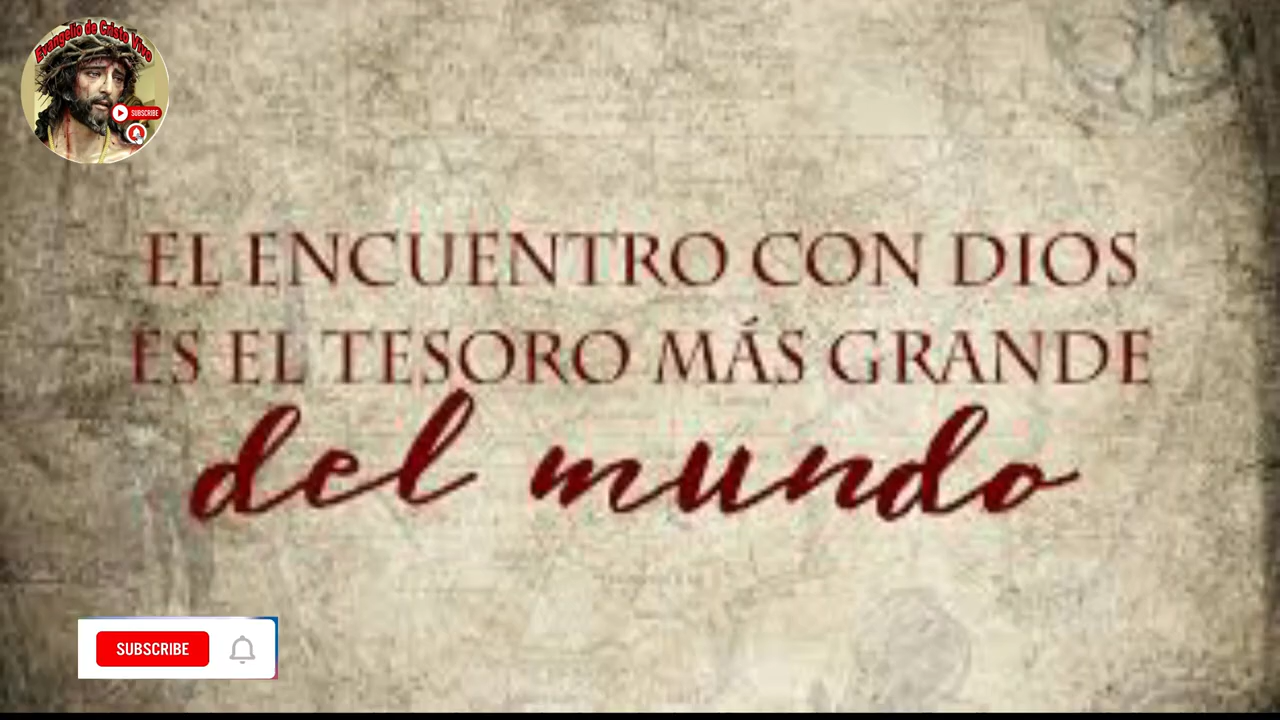 Evangelio de Cristo Vivo
SUBSCRIBE
EL ENCUENTRO CON DIOS
ES EL TESORO MÁS GRANDE
del mundo
SUBSCRIBE